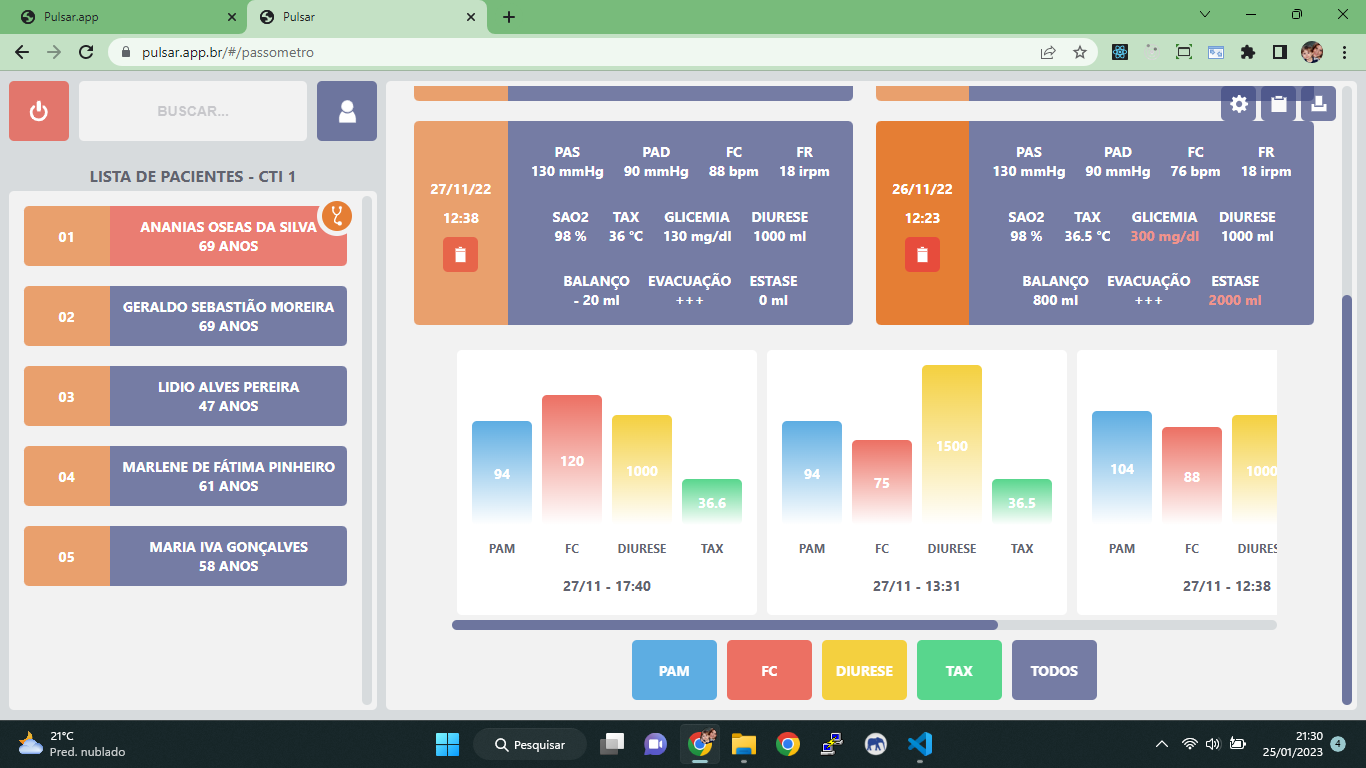 Pulsar.app
Pulsar
pulsar.app.br/#/passometro
BUSCAR...
LISTA DE PACIENTES - CTI 1
01
ANANIAS OSEAS DA SILVA
69 ANOS
02
GERALDO SEBASTIÃO MOREIRA
69 ANOS
03
LIDIO ALVES PEREIRA
47 ANOS
04
MARLENE DE FÁTIMA PINHEIRO
61 ANOS
05
MARIA IVA GONÇALVES
58 ANOS
27/11/22
12:38
PAS PAD FC FR
130 mmHg 90 mmHg 88 bpm 18 irpm
SAO2 TAX GLICEMIA DIURESE
98 % 36 °C 130 mg/dl 1000 ml
BALANÇO EVACUAÇÃO ESTASE
- 20 ml +++ 0 ml
26/11/22
12:23
PAS PAD FC FR
130 mmHg 90 mmHg 76 bpm 18 irpm
SAO2 TAX GLICEMIA DIURESE
98 % 36.5 °C 300 mg/dl 1000 ml
BALANÇO EVACUAÇÃO ESTASE
800 ml +++ 2000 ml
94 120 1000 36.6
PAM FC DIURESE TAX
27/11 - 17:40
94 75 1500 36.5
PAM FC DIURESE TAX
27/11 - 13:31
104 88 1000
PAM FC DIURES
27/11 - 12:38
PAM FC DIURESE TAX TODOS
21°C
Pred. nublado
Pesquisar
21:30
25/01/2023
4